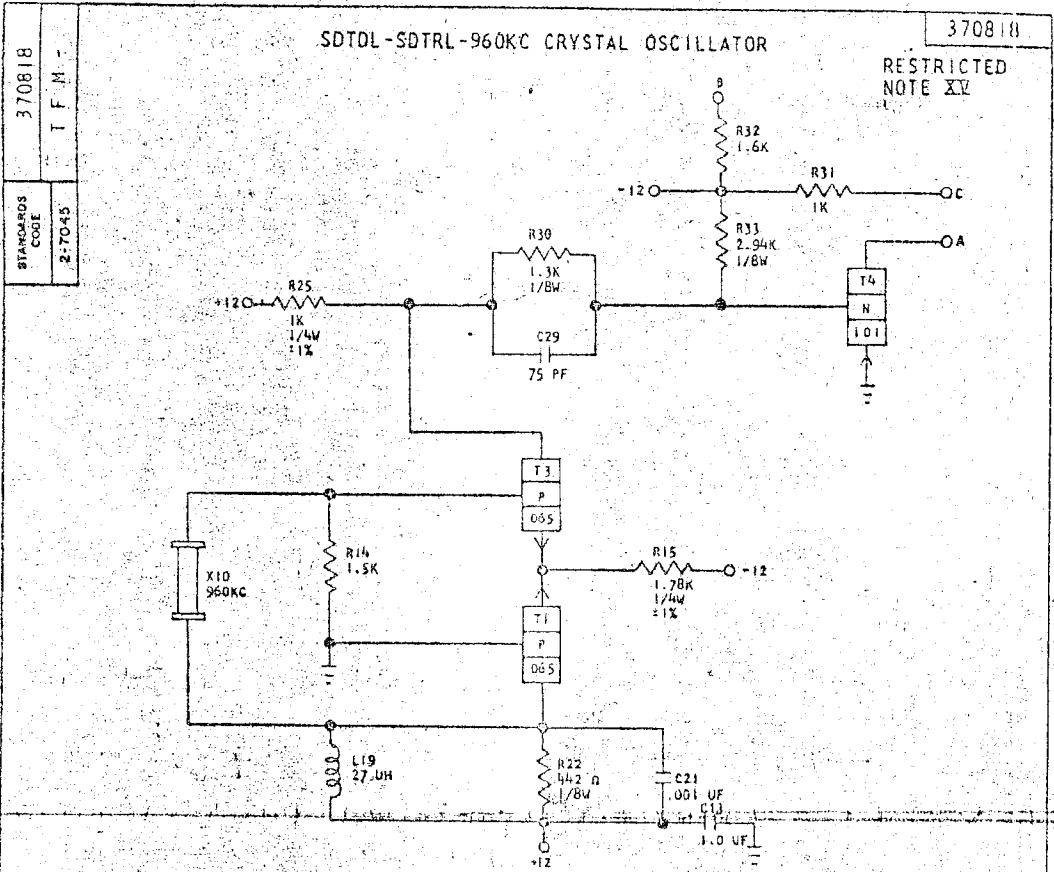 SDTDL-SDTRL-960KC CRYSTAL OSCILLATOR
370818
RESTRICTED
NOTE XV
370818
T F M -
STANDARDS
CODE
2-7045
B
R32
1.6K
-12
R31
1K
C
R33
2.94K
1/8W
A
R30
1.3K
1/8W
C29
75 PF
T4
N
101
+12
R25
1K
1/4W
±1%
T3
P
065
X10
960KC
R14
1.5K
R15
1.78K
1/4W
±1%
-12
T1
P
065
L19
27 UH
R22
442 Ω
1/8W
C21
.001 UF
+
C13
1.0 UF
+12